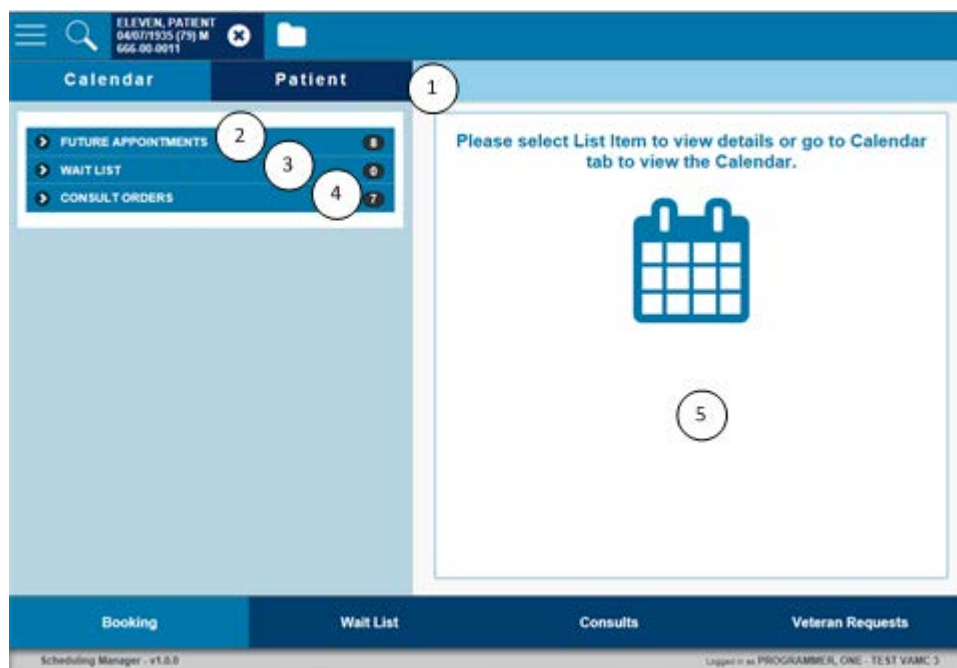 ELEVEN, PATIENT
04/07/1935 (79) M
666-00-0011
Calendar
Patient
1
FUTURE APPOINTMENTS
2
8
WAIT LIST
3
0
CONSULT ORDERS
4
7
Please select List Item to view details or go to Calendar
tab to view the Calendar.
5
Booking
Wait List
Consults
Veteran Requests
Scheduling Manager - v1.0.0
Logged in as PROGRAMMER, ONE - TEST VAMC 3